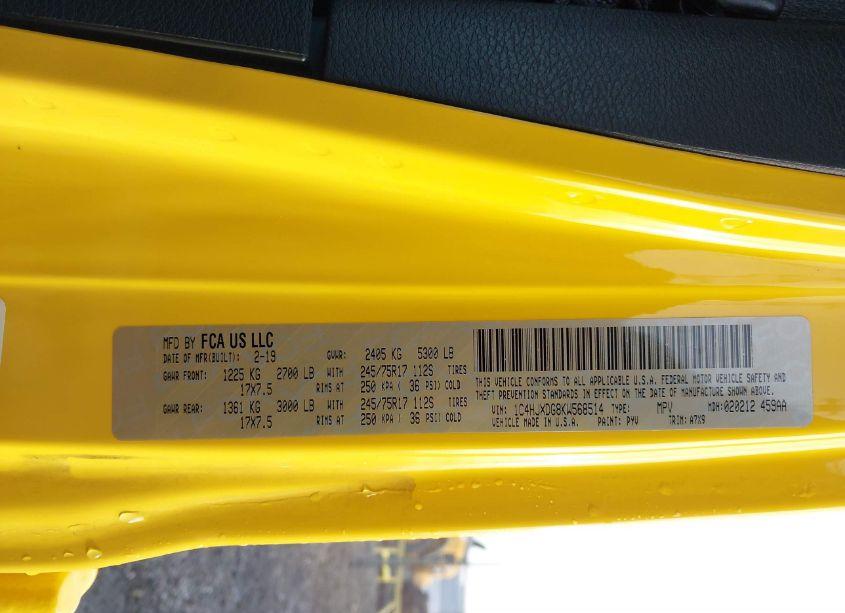 MFD BY FCA US LLC
DATE OF MFR(BUILT): 2-19 GVWR: 2405 KG 5300 LB
GAWR FRONT: 1225 KG 2700 LB WITH 245/75R17 112S TIRES
17X7.5 RIMS AT 250 KPA ( 36 PSI) COLD
GAWR REAR: 1361 KG 3000 LB WITH 245/75R17 112S TIRES
17X7.5 RIMS AT 250 KPA ( 36 PSI) COLD
THIS VEHICLE CONFORMS TO ALL APPLICABLE U.S.A. FEDERAL MOTOR VEHICLE SAFETY AND
THEFT PREVENTION STANDARDS IN EFFECT ON THE DATE OF MANUFACTURE SHOWN ABOVE.
VIN: 1C4HJXDG8KW568514 TYPE: MPV MDH:020212 459AA
VEHICLE MADE IN U.S.A. PAINT: PYV TRIM: A7X9